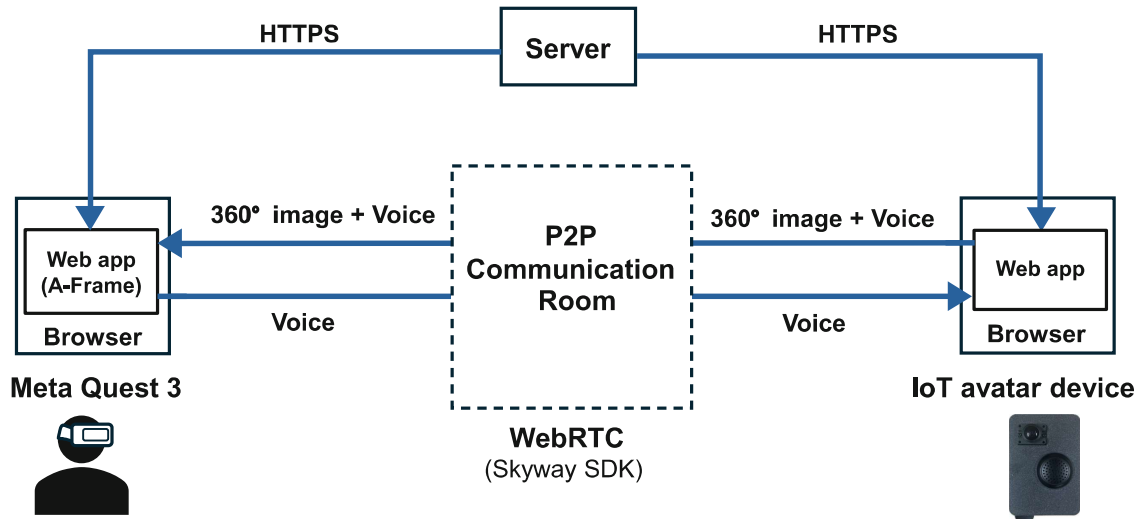 HTTPS
Server
HTTPS
360° image + Voice
360° image + Voice
P2P
Communication
Room
Web app
(A-Frame)
Web app
Voice
Voice
Browser
Browser
Meta Quest 3
IoT avatar device
WebRTC
(Skyway SDK)